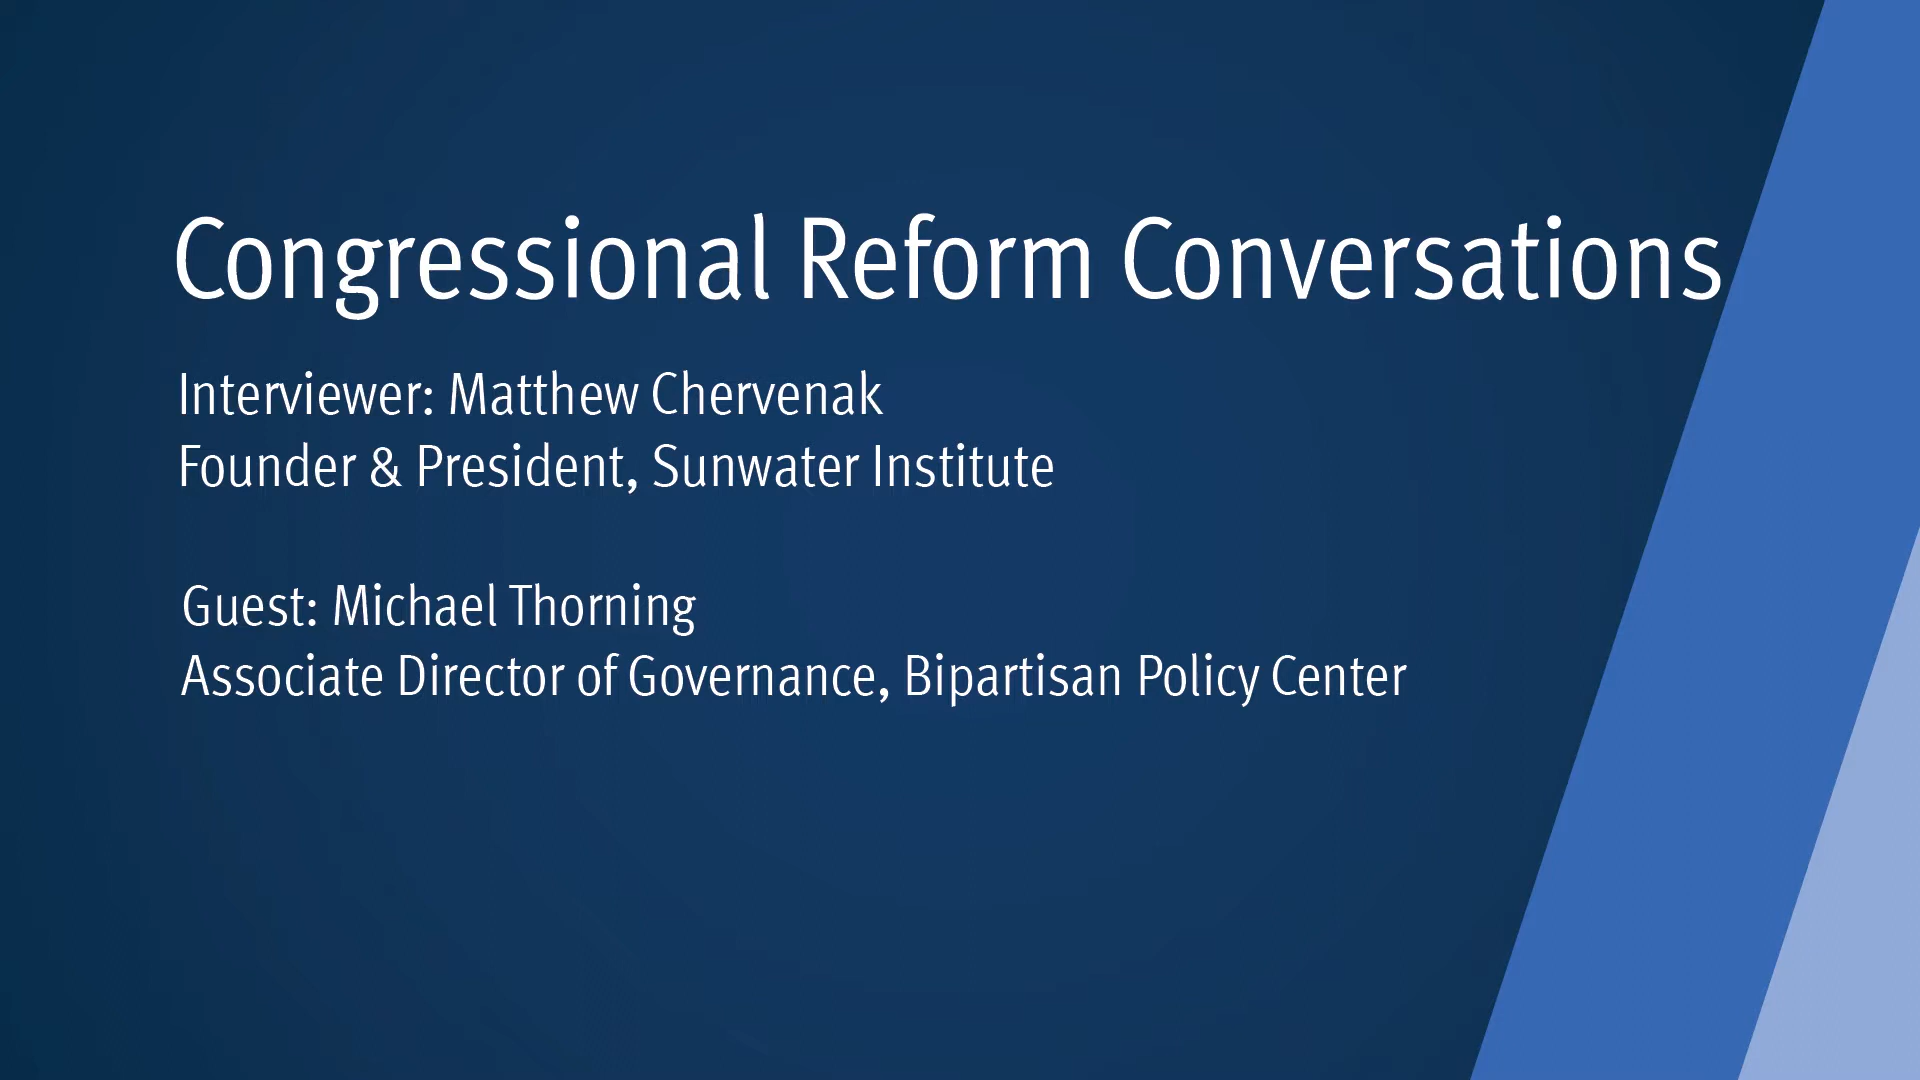 Congressional Reform Conversations
Interviewer: Matthew Chervenak
Founder & President, Sunwater Institute
Guest: Michael Thorning
Associate Director of Governance, Bipartisan Policy Center